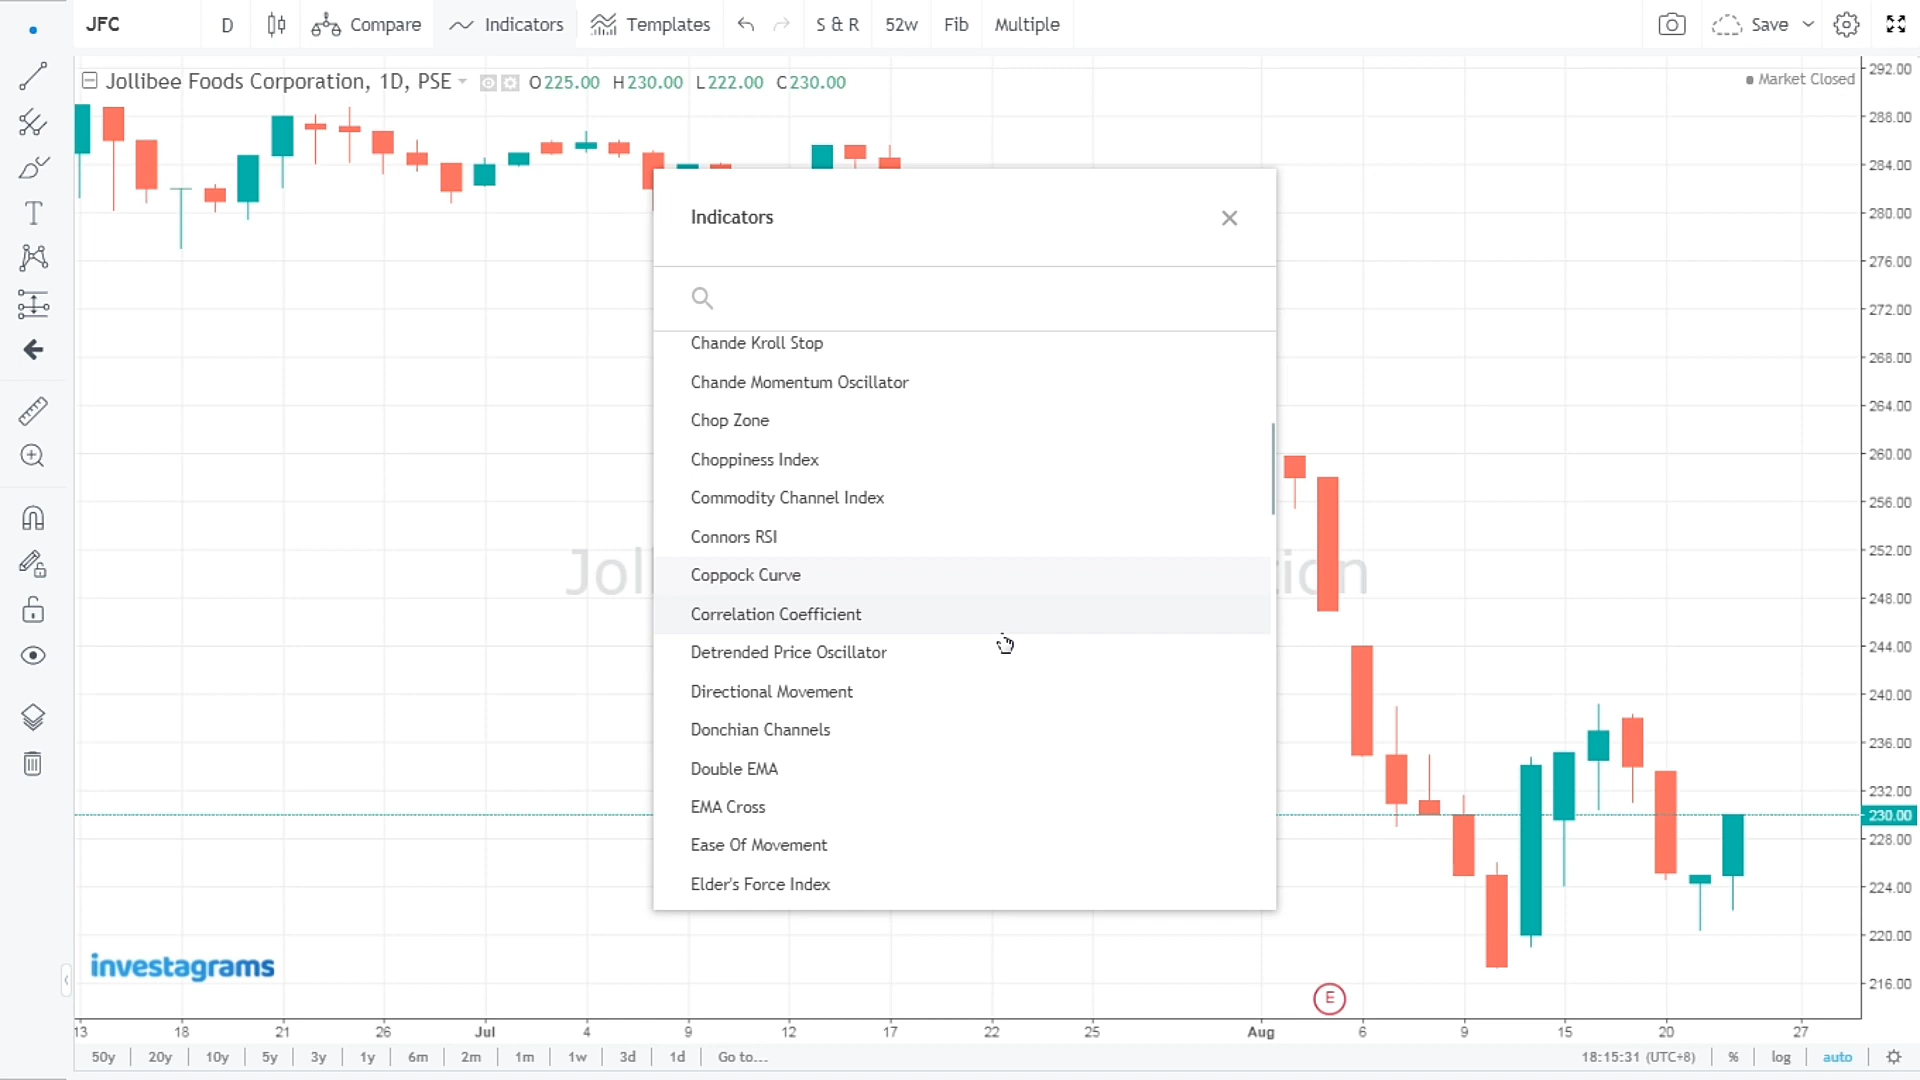 JFC D Compare Indicators Templates S & R 52w Fib Multiple Save
Jollibee Foods Corporation, 1D, PSE O225.00 H230.00 L222.00 C230.00
Market Closed
292.00
288.00
284.00
280.00
276.00
272.00
268.00
264.00
260.00
256.00
252.00
248.00
244.00
240.00
236.00
232.00
230.00
228.00
224.00
220.00
216.00
Indicators
Chande Kroll Stop
Chande Momentum Oscillator
Chop Zone
Choppiness Index
Commodity Channel Index
Connors RSI
Coppock Curve
Correlation Coefficient
Detrended Price Oscillator
Directional Movement
Donchian Channels
Double EMA
EMA Cross
Ease Of Movement
Elder's Force Index
Jol ion
investagrams
E
13 18 21 26 Jul 4 9 12 17 22 25 Aug 6 9 15 20 27
50y 20y 10y 5y 3y 1y 6m 2m 1m 1w 3d 1d Go to... 18:15:31 (UTC+8) % log auto